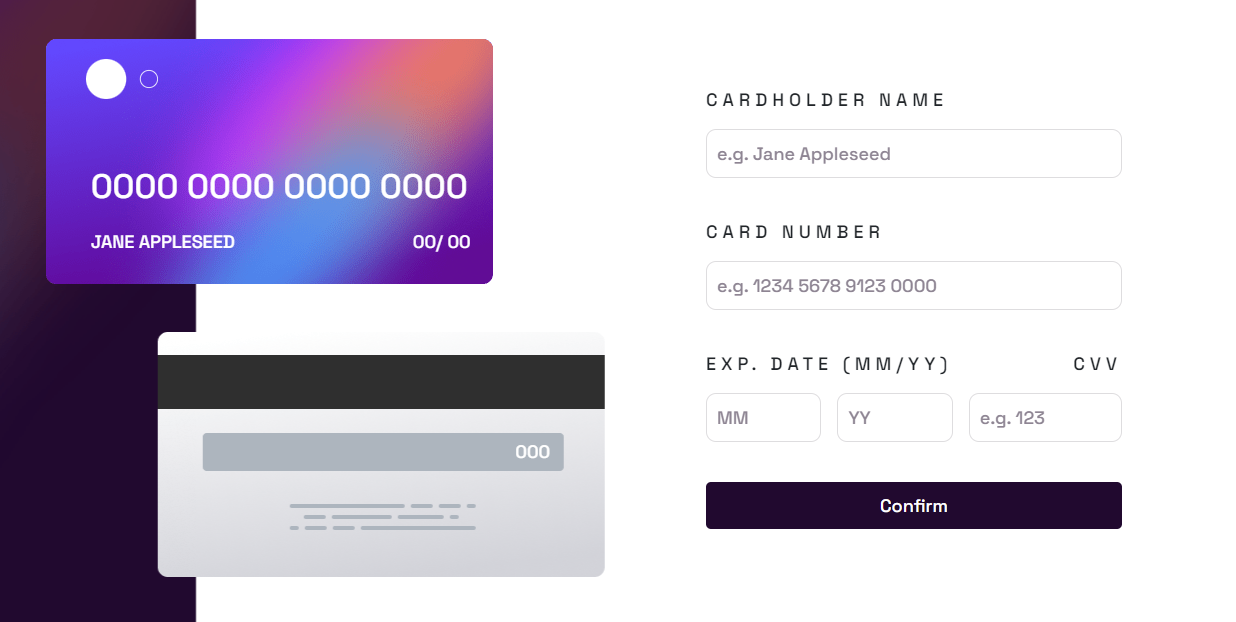 0000 0000 0000 0000
JANE APPLESEED 00/ 00
000
CARDHOLDER NAME
e.g. Jane Appleseed
CARD NUMBER
e.g. 1234 5678 9123 0000
EXP. DATE (MM/YY) CVV
MM YY e.g. 123
Confirm